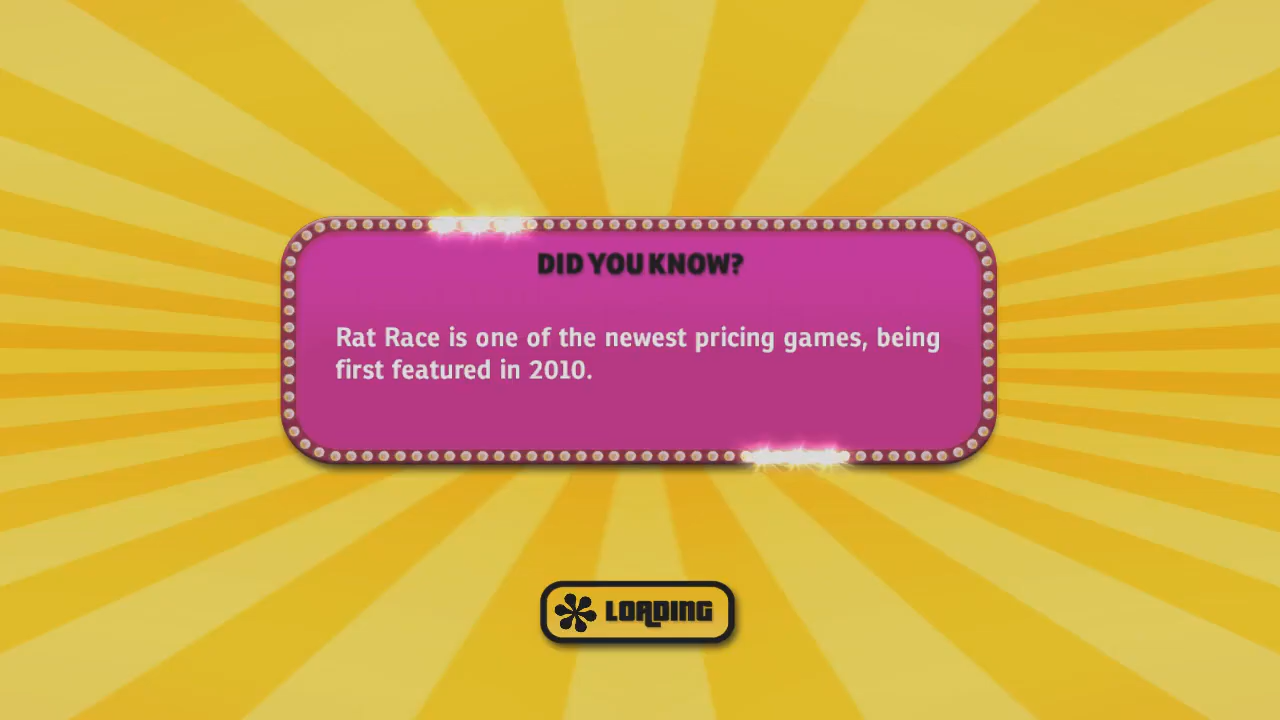 DID YOU KNOW?
Rat Race is one of the newest pricing games, being
first featured in 2010.
LOADING